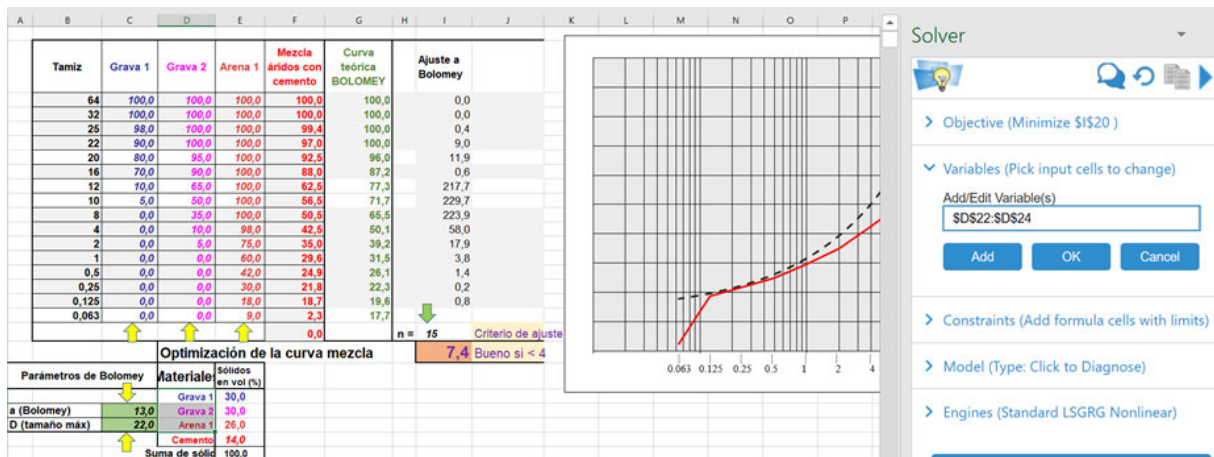 A B C D E F G H I J K L M N O P
Tamiz Grava 1 Grava 2 Arena 1 Mezcla áridos con cemento Curva teórica BOLOMEY Ajuste a Bolomey
64 100,0 100,0 100,0 100,0 100,0 0,0
32 100,0 100,0 100,0 100,0 100,0 0,0
25 98,0 100,0 100,0 99,4 100,0 0,4
22 90,0 100,0 100,0 97,0 100,0 9,0
20 80,0 95,0 100,0 92,5 96,0 11,9
16 70,0 90,0 100,0 88,0 87,2 0,6
12 10,0 65,0 100,0 62,5 77,3 217,7
10 5,0 50,0 100,0 56,5 71,7 229,7
8 0,0 35,0 100,0 50,5 65,5 223,9
4 0,0 10,0 98,0 42,5 50,1 58,0
2 0,0 5,0 75,0 35,0 39,2 17,9
1 0,0 0,0 60,0 29,6 31,5 3,8
0,5 0,0 0,0 42,0 24,9 26,1 1,4
0,25 0,0 0,0 30,0 21,8 22,3 0,2
0,125 0,0 0,0 18,0 18,7 19,6 0,8
0,063 0,0 0,0 9,0 2,3 17,7
0,0 n = 15 Criterio de ajuste
Optimización de la curva mezcla 7,4 Bueno si < 4
Parámetros de Bolomey Materiale Sólidos en vol (%)
Grava 1 30,0
a (Bolomey) 13,0 Grava 2 30,0
D (tamaño máx) 22,0 Arena 1 26,0
Cemento 14,0
Suma de sólid 100,0
0.063 0.125 0.25 0.5 1 2 4
Solver
Objective (Minimize $I$20 )
Variables (Pick input cells to change)
Add/Edit Variable(s)
$D$22:$D$24
Add OK Cancel
Constraints (Add formula cells with limits)
Model (Type: Click to Diagnose)
Engines (Standard LSGRG Nonlinear)